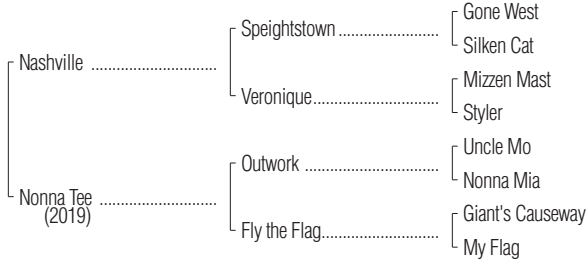 Gone West
Speightstown
Silken Cat
Nashville
Mizzen Mast
Veronique
Styler
Uncle Mo
Outwork
Nonna Mia
Nonna Tee
(2019)
Giant's Causeway
Fly the Flag
My Flag